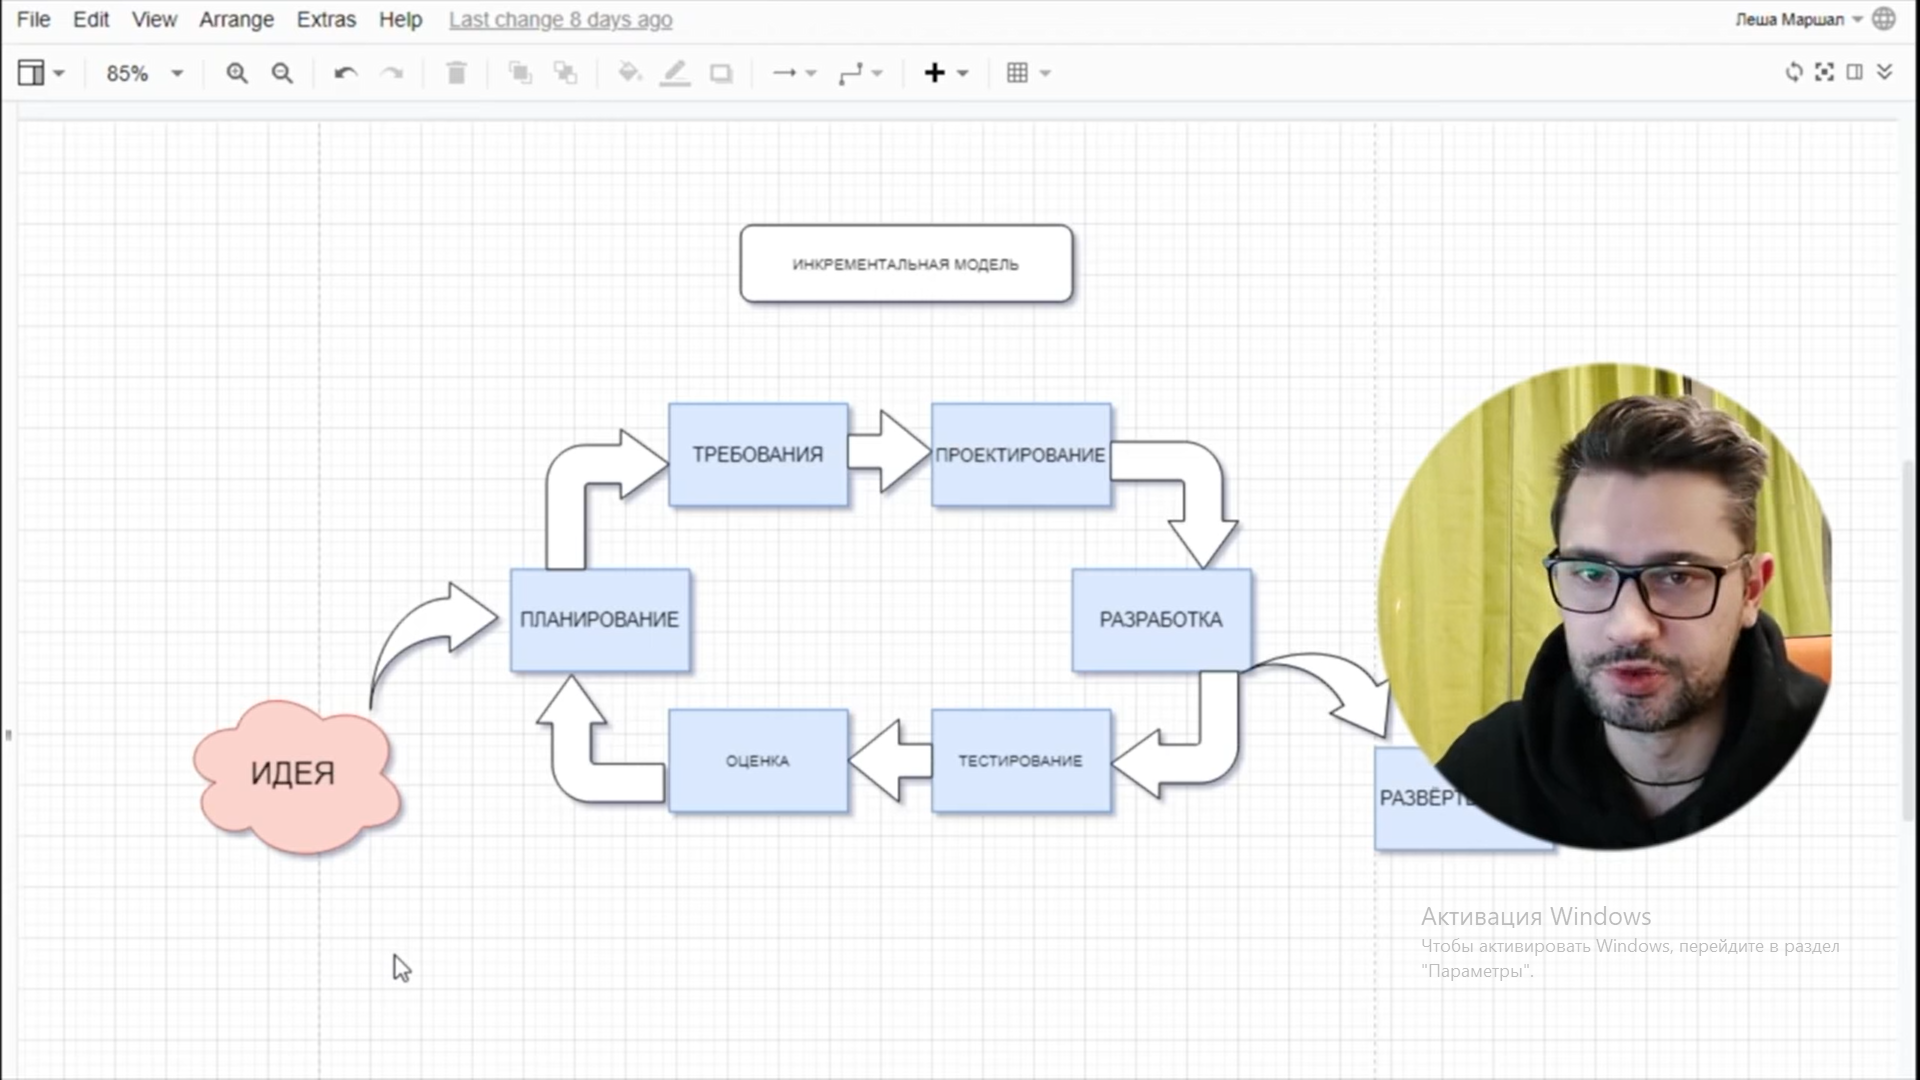 File Edit View Arrange Extras Help Last change 8 days ago Леша Маршал
85%
ИНКРЕМЕНТАЛЬНАЯ МОДЕЛЬ
ТРЕБОВАНИЯ ПРОЕКТИРОВАНИЕ
ПЛАНИРОВАНИЕ РАЗРАБОТКА
ИДЕЯ ОЦЕНКА ТЕСТИРОВАНИЕ
Активация Windows
Чтобы активировать Windows, перейдите в раздел
"Параметры".